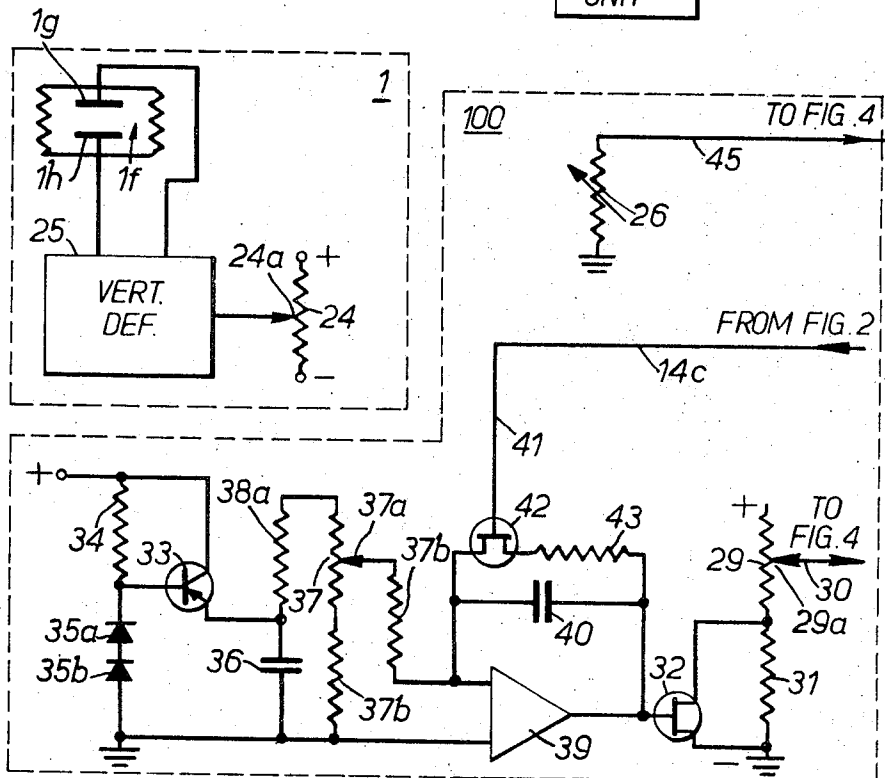 UNIT
1g
1
1h
1f
25
VERT.
DEF.
24a
+
24
−
100
TO FIG.4
45
26
FROM FIG.2
14c
41
+
34
33
38a
37a
37
37b
42
43
40
+
TO
FIG.4
29
30
29a
35a
35b
36
37b
39
32
31
−